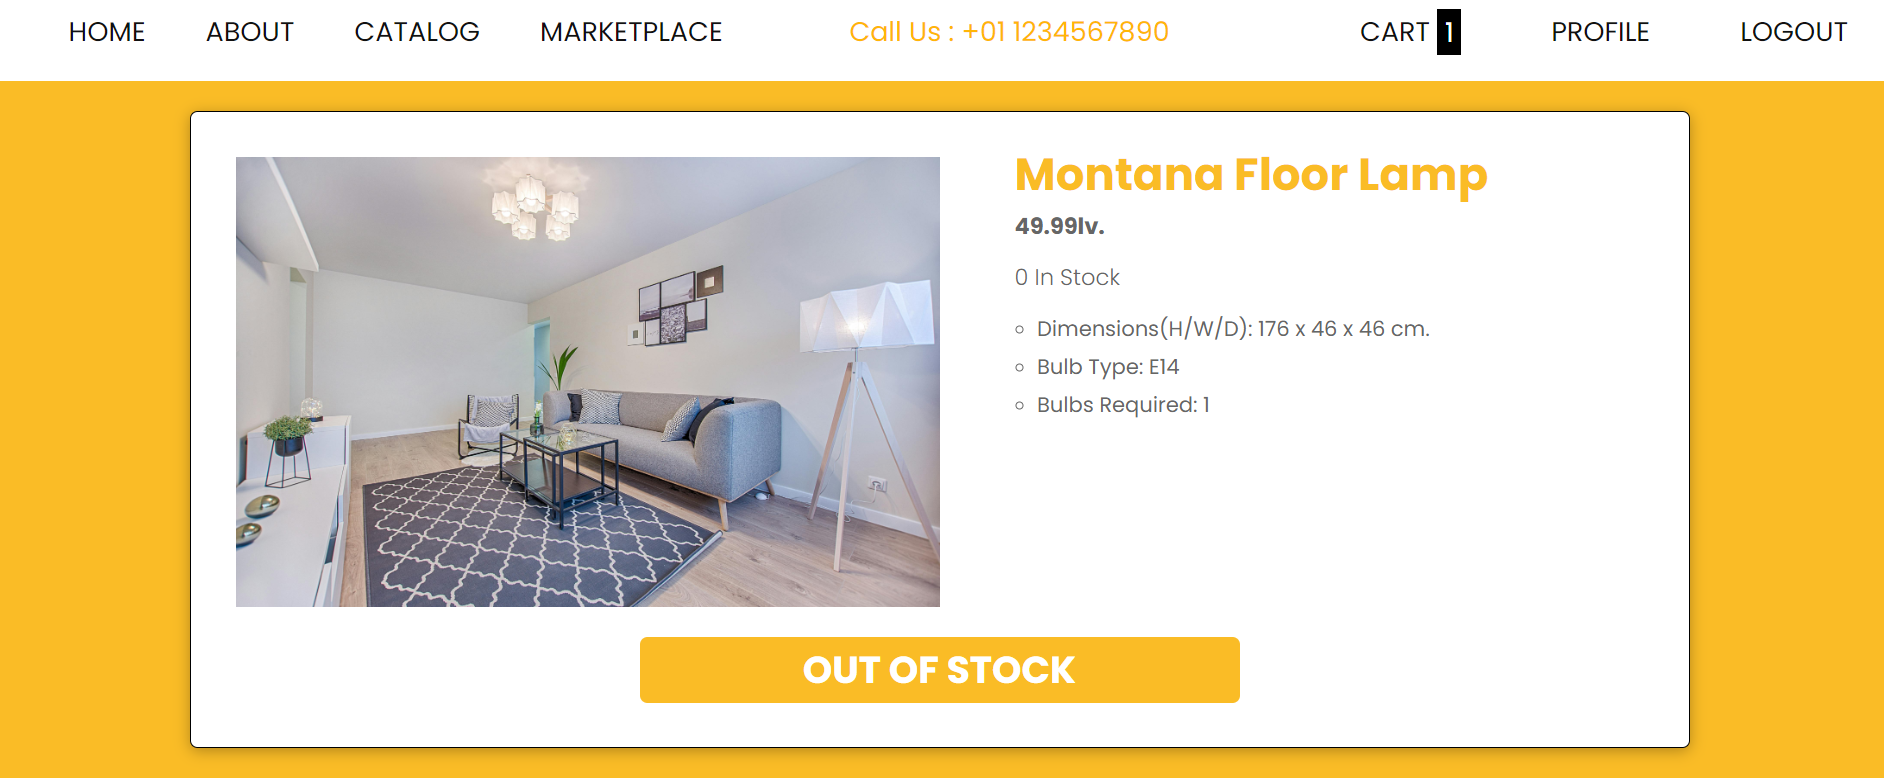 HOME ABOUT CATALOG MARKETPLACE Call Us : +01 1234567890 CART 1 PROFILE LOGOUT
Montana Floor Lamp
49.99lv.
0 In Stock
Dimensions(H/W/D): 176 x 46 x 46 cm.
Bulb Type: E14
Bulbs Required: 1
OUT OF STOCK